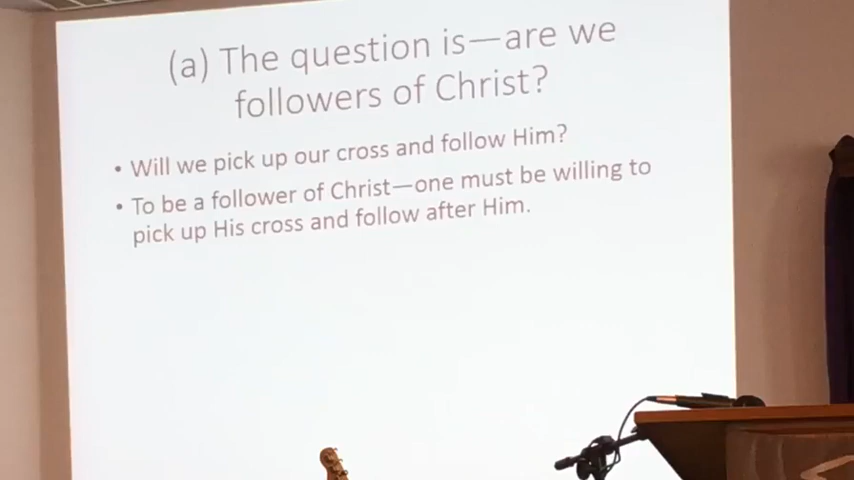 (a) The question is—are we
followers of Christ?
• Will we pick up our cross and follow Him?
• To be a follower of Christ—one must be willing to
pick up His cross and follow after Him.